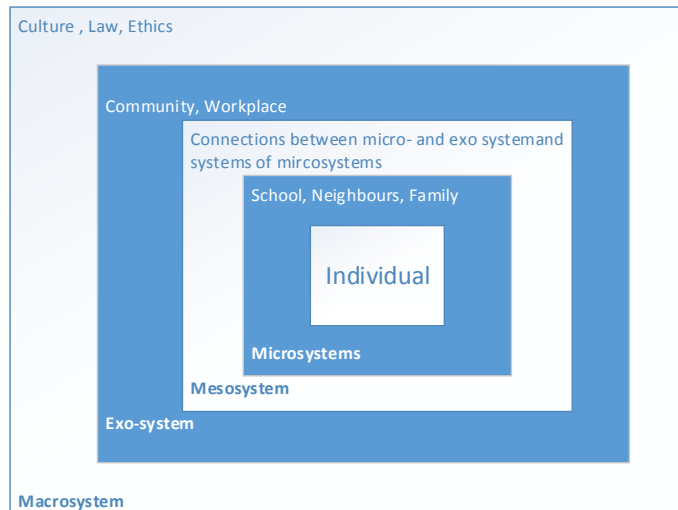 Culture , Law, Ethics
Community, Workplace
Connections between micro- and exo systemand
systems of mircosystems
School, Neighbours, Family
Individual
Microsystems
Mesosystem
Exo-system
Macrosystem